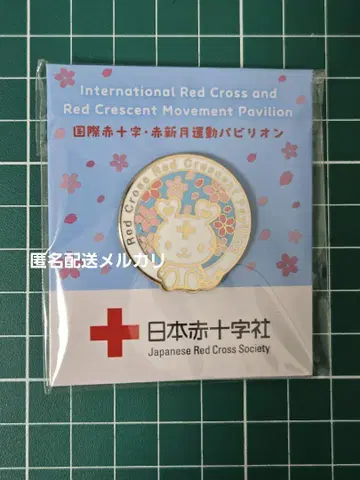 International Red Cross and
Red Crescent Movement Pavilion
国際赤十字・赤新月運動パビリオン
Red Cross Red Crescent Pavilion
匿名配送メルカリ
日本赤十字社
Japanese Red Cross Society